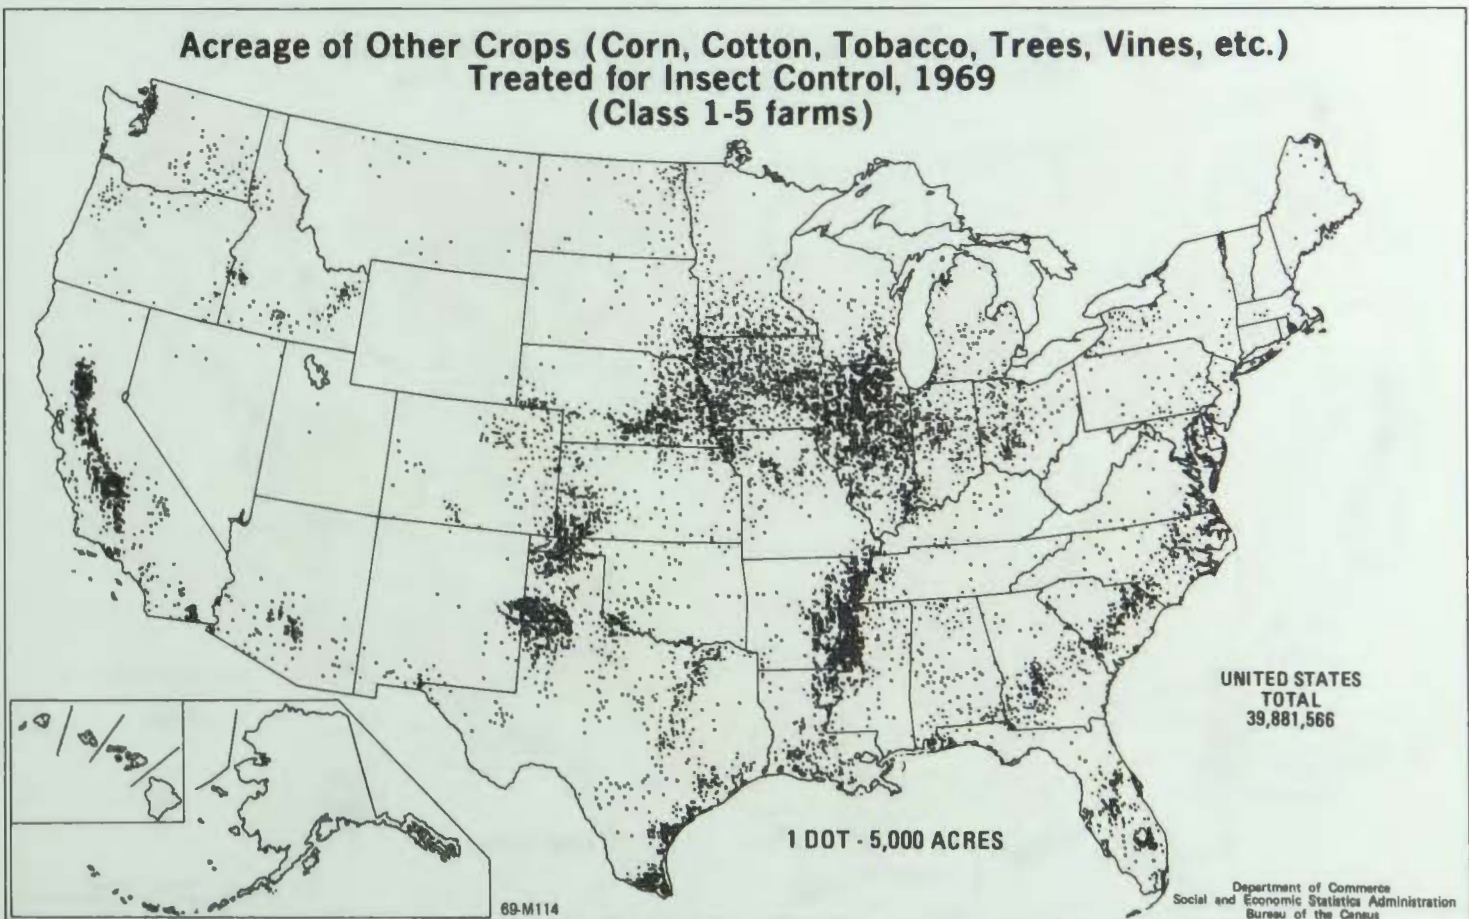 Acreage of Other Crops (Corn, Cotton, Tobacco, Trees, Vines, etc.)
Treated for Insect Control, 1969
(Class 1-5 farms)
UNITED STATES
TOTAL
39,881,566
1 DOT - 5,000 ACRES
69-M114
Department of Commerce
Social and Economic Statistics Administration
Bureau of the Census